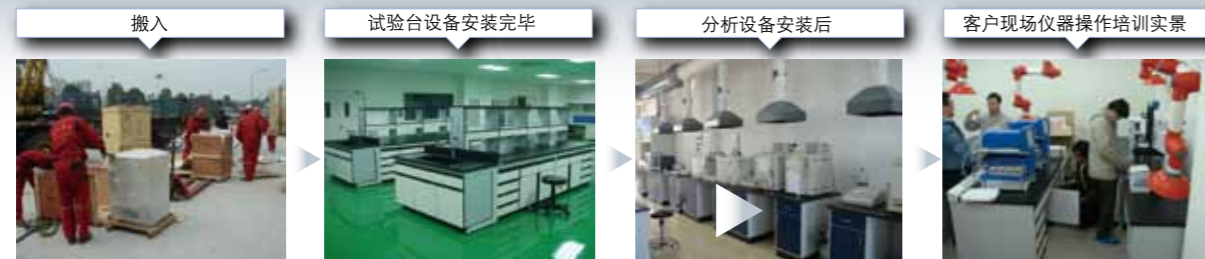 搬入
试验台设备安装完毕
分析设备安装后
客户现场仪器操作培训实景